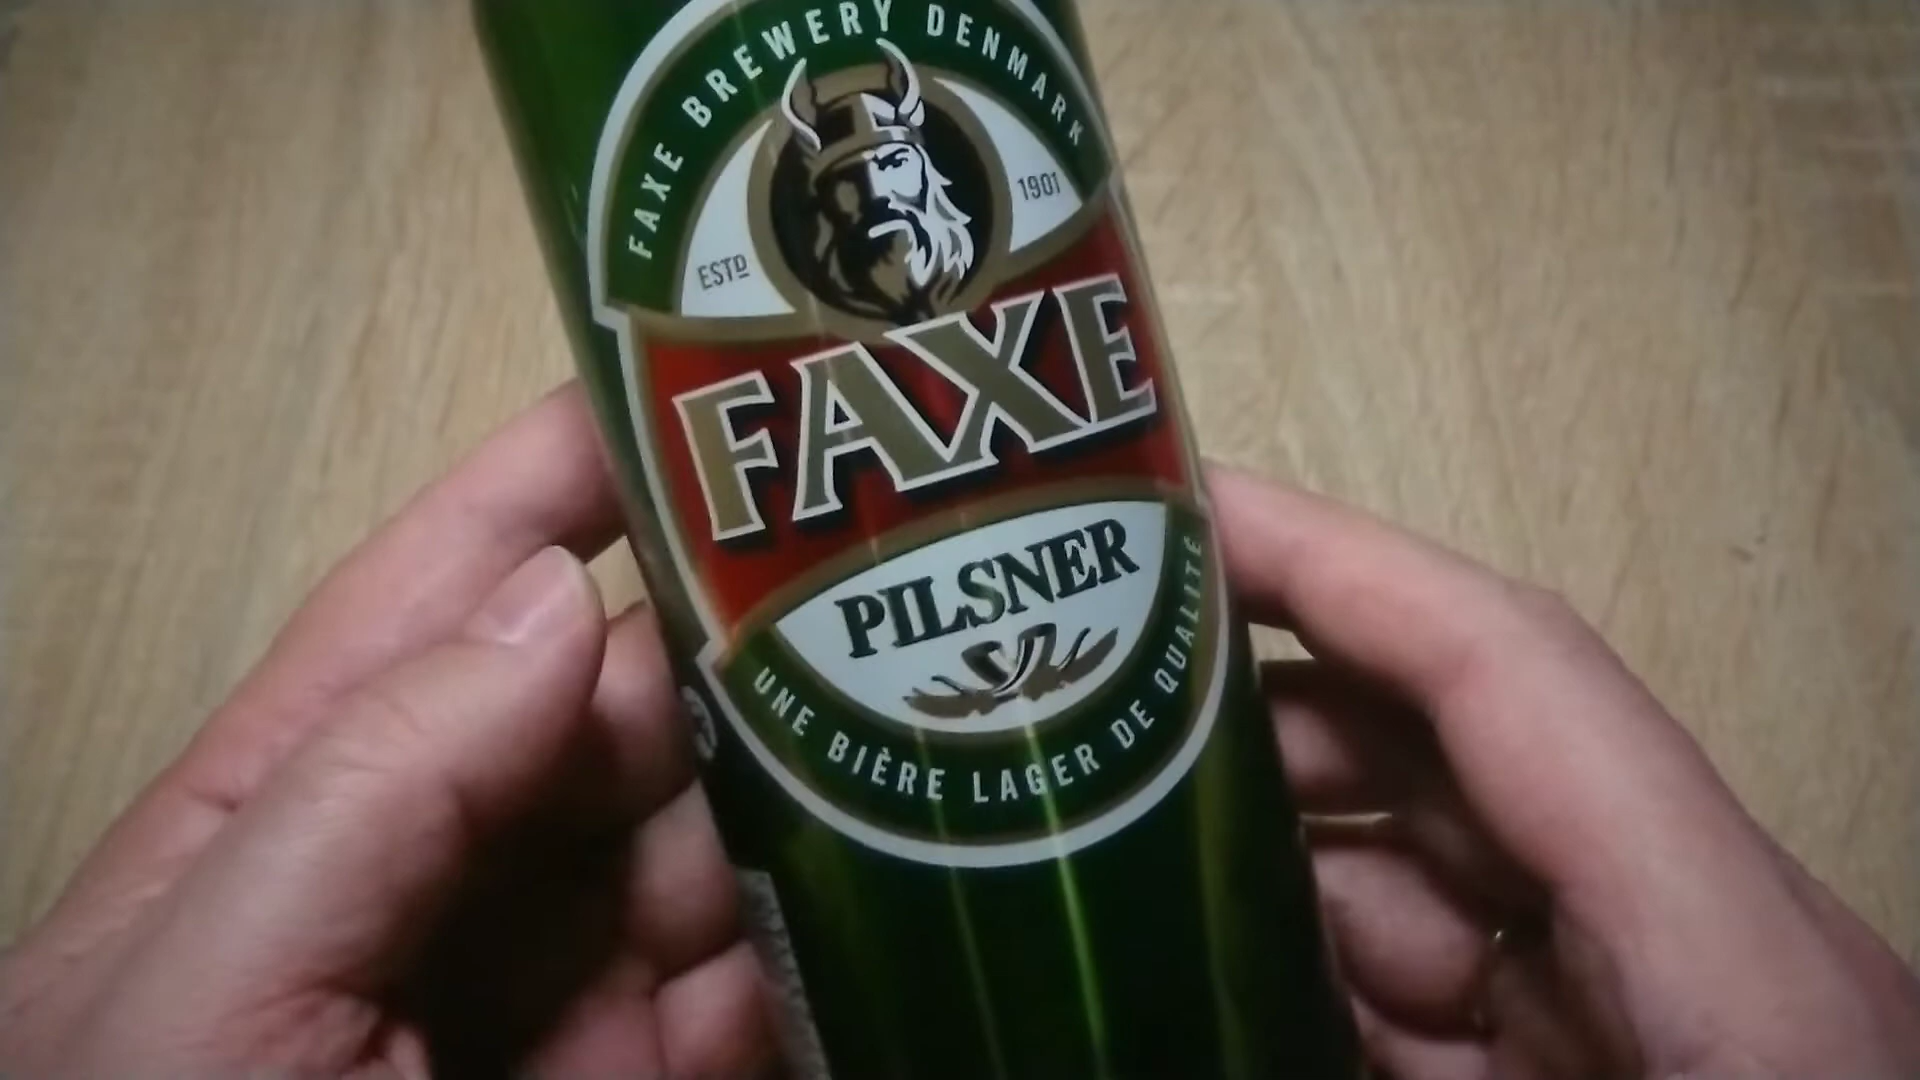 FAXE BREWERY DENMARK
ESTD 1901
FAXE
PILSNER
UNE BIÈRE LAGER DE QUALITÉ